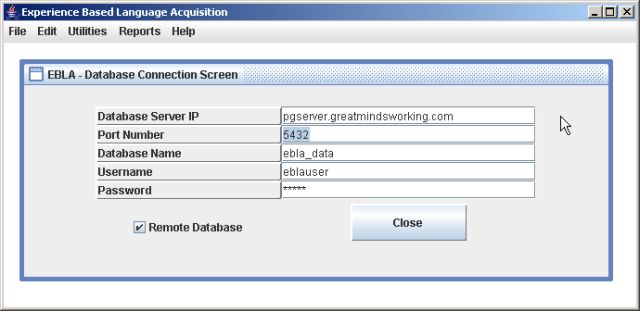 Experience Based Language Acquisition
File Edit Utilities Reports Help
EBLA - Database Connection Screen
Database Server IP pgserver.greatmindsworking.com
Port Number 5432
Database Name ebla_data
Username eblauser
Password *****
Remote Database Close